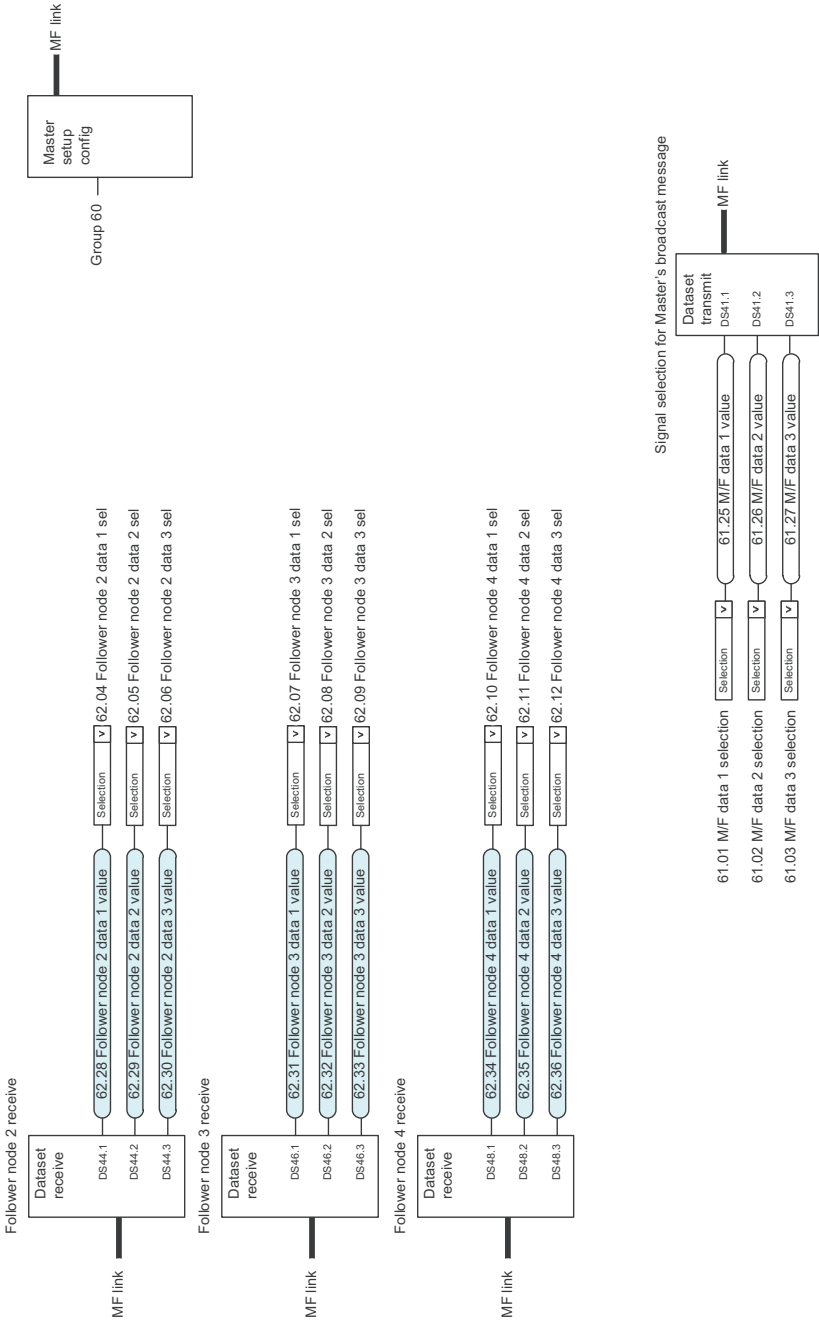 Follower node 2 receive
MF link
Dataset
receive
DS44.1
DS44.2
DS44.3
62.28 Follower node 2 data 1 value
62.29 Follower node 2 data 2 value
62.30 Follower node 2 data 3 value
Selection
v
Selection
v
Selection
v
62.04 Follower node 2 data 1 sel
62.05 Follower node 2 data 2 sel
62.06 Follower node 2 data 3 sel
Follower node 3 receive
MF link
Dataset
receive
DS46.1
DS46.2
DS46.3
62.31 Follower node 3 data 1 value
62.32 Follower node 3 data 2 value
62.33 Follower node 3 data 3 value
Selection
v
Selection
v
Selection
v
62.07 Follower node 3 data 1 sel
62.08 Follower node 3 data 2 sel
62.09 Follower node 3 data 3 sel
Follower node 4 receive
MF link
Dataset
receive
DS48.1
DS48.2
DS48.3
62.34 Follower node 4 data 1 value
62.35 Follower node 4 data 2 value
62.36 Follower node 4 data 3 value
Selection
v
Selection
v
Selection
v
62.10 Follower node 4 data 1 sel
62.11 Follower node 4 data 2 sel
62.12 Follower node 4 data 3 sel
Group 60
Master
setup
config
MF link
Signal selection for Master’s broadcast message
61.01 M/F data 1 selection
61.02 M/F data 2 selection
61.03 M/F data 3 selection
Selection
v
Selection
v
Selection
v
61.25 M/F data 1 value
61.26 M/F data 2 value
61.27 M/F data 3 value
Dataset
transmit
DS41.1
DS41.2
DS41.3
MF link